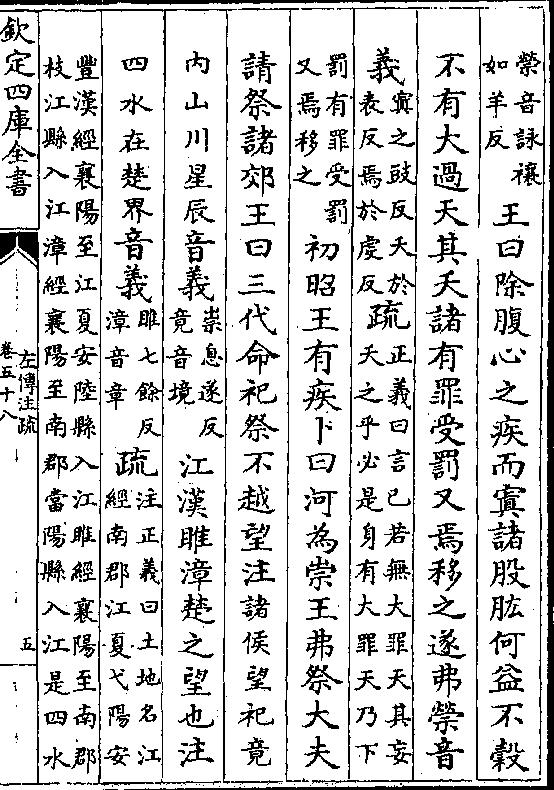 禜音詠禳
如羊反
王曰除腹心之疾而寘諸股肱何益不穀
不有大過天其夭諸有罪受罰又焉移之遂弗禜音
義
寘之豉反夭於
表反焉於虔反
疏
正義曰言己若無大罪天其妄
夭之乎必是身有大罪天乃下
罰有罪受罰
又焉移之
初昭王有疾卜曰河為祟王弗祭大夫
請祭諸郊王曰三代命祀祭不越望注諸侯望祀竟
内山川星辰音義
祟息遂反
竟音境
江漢睢漳楚之望也注
四水在楚界音義
睢七餘反
漳音章
疏
注正義曰土地名江
經南郡江夏弋陽安
豐漢經襄陽至江夏安陸縣入江睢經襄陽至南郡
枝江縣入江漳經襄陽至南郡當陽縣入江是四水
欽定四庫全書
左傳注疏
卷五十八
五